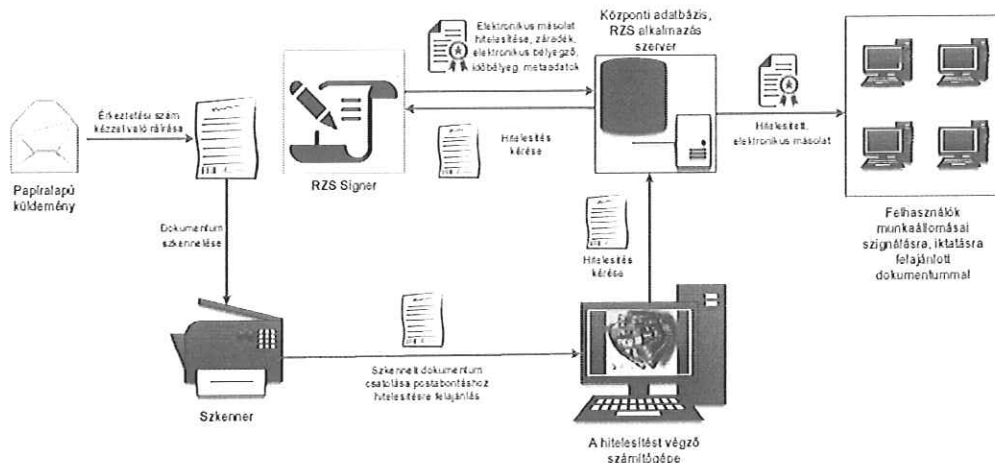 Papíralapú
küldemény
Érkeztetési szám
kézzel való ráírása
Dokumentum
szkennelése
Szkenner
Szkennelt dokumentum
csatolása postabontáshoz
hitelesítésre felajánlás
A hitelesítést végző
számítógépe
Hitelesítés
kérése
RZS Signer
Hitelesítés
kérése
Elektronikus másolat
hitelesítése, záradék,
elektronikus bélyegző,
időbélyeg, metaadatok
Központi adatbázis,
RZS alkalmazás
szerver
Hitelesített,
elektronikus másolat
Felhasználók
munkaállomásai
szignálásra, iktatásra
felajánlott
dokumentummal